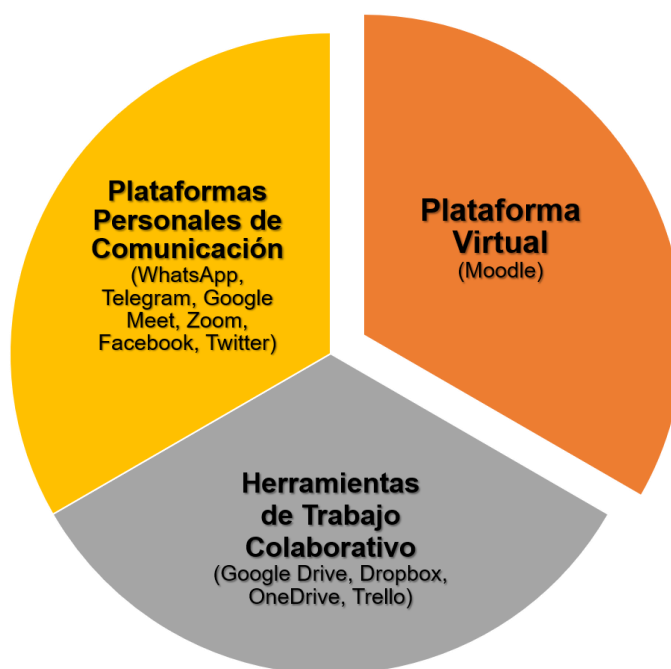 Plataformas
Personales de
Comunicación
(WhatsApp,
Telegram, Google
Meet, Zoom,
Facebook, Twitter)
Plataforma
Virtual
(Moodle)
Herramientas
de Trabajo
Colaborativo
(Google Drive, Dropbox,
OneDrive, Trello)